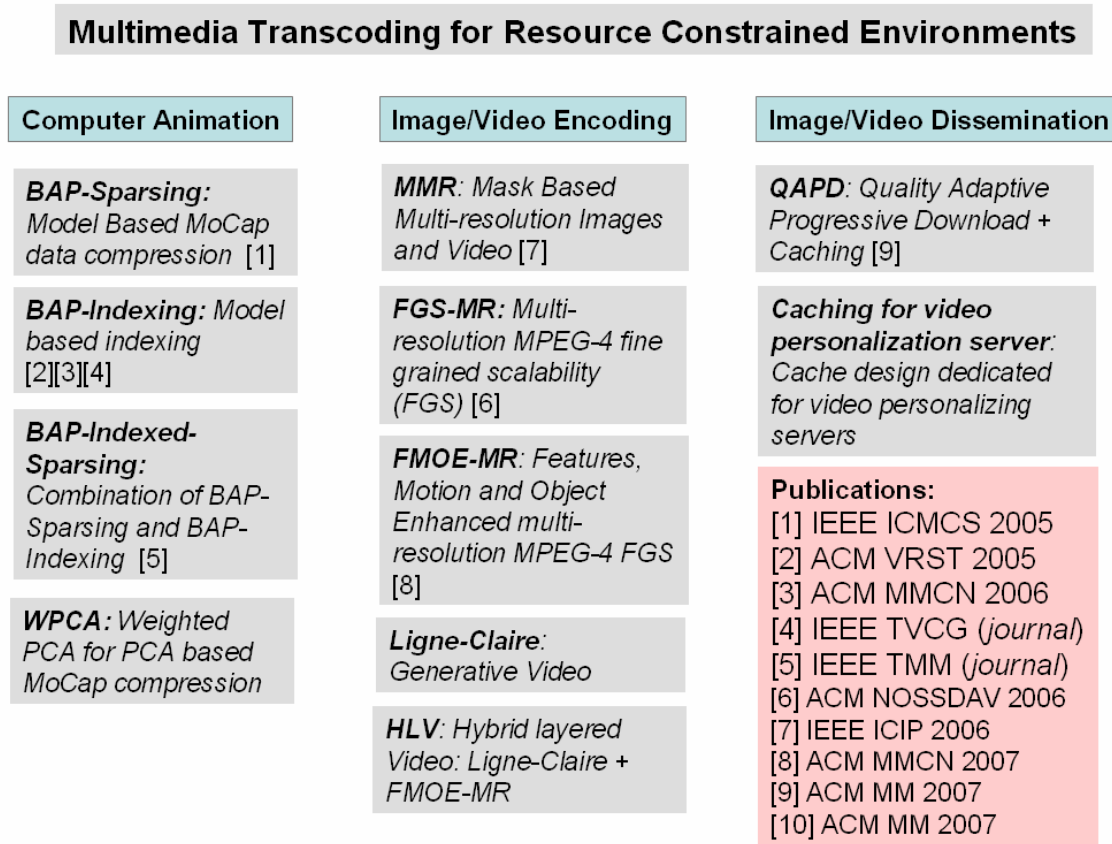 Multimedia Transcoding for Resource Constrained Environments
Computer Animation
BAP-Sparsing:
Model Based MoCap
data compression [1]
BAP-Indexing: Model
based indexing
[2][3][4]
BAP-Indexed-
Sparsing:
Combination of BAP-
Sparsing and BAP-
Indexing [5]
WPCA: Weighted
PCA for PCA based
MoCap compression
Image/Video Encoding
MMR: Mask Based
Multi-resolution Images
and Video [7]
FGS-MR: Multi-
resolution MPEG-4 fine
grained scalability
(FGS) [6]
FMOE-MR: Features,
Motion and Object
Enhanced multi-
resolution MPEG-4 FGS
[8]
Ligne-Claire:
Generative Video
HLV: Hybrid layered
Video: Ligne-Claire +
FMOE-MR
Image/Video Dissemination
QAPD: Quality Adaptive
Progressive Download +
Caching [9]
Caching for video
personalization server:
Cache design dedicated
for video personalizing
servers
Publications:
[1] IEEE ICMCS 2005
[2] ACM VRST 2005
[3] ACM MMCN 2006
[4] IEEE TVCG (journal)
[5] IEEE TMM (journal)
[6] ACM NOSSDAV 2006
[7] IEEE ICIP 2006
[8] ACM MMCN 2007
[9] ACM MM 2007
[10] ACM MM 2007